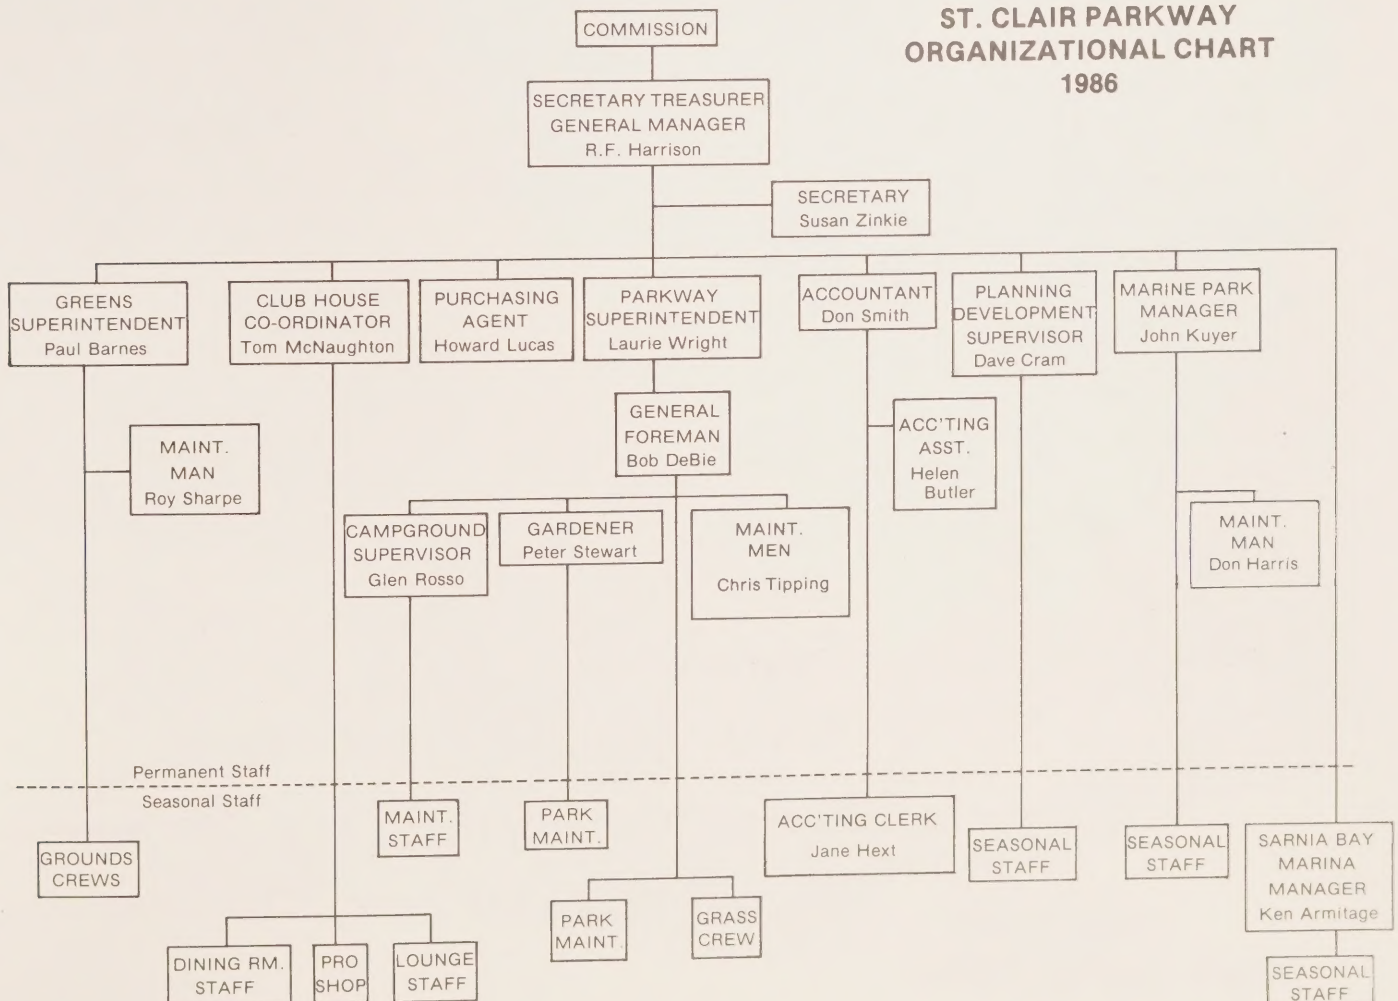 ST. CLAIR PARKWAY
ORGANIZATIONAL CHART
1986
COMMISSION
SECRETARY TREASURER
GENERAL MANAGER
R.F. Harrison
SECRETARY
Susan Zinkie
GREENS
SUPERINTENDENT
Paul Barnes
CLUB HOUSE
CO-ORDINATOR
Tom McNaughton
PURCHASING
AGENT
Howard Lucas
PARKWAY
SUPERINTENDENT
Laurie Wright
ACCOUNTANT
Don Smith
PLANNING
DEVELOPMENT
SUPERVISOR
Dave Cram
MARINE PARK
MANAGER
John Kuyer
MAINT.
MAN
Roy Sharpe
GENERAL
FOREMAN
Bob DeBie
ACC'TING
ASST.
Helen
Butler
CAMPGROUND
SUPERVISOR
Glen Rosso
GARDENER
Peter Stewart
MAINT.
MEN
Chris Tipping
MAINT.
MAN
Don Harris
Permanent Staff
Seasonal Staff
GROUNDS
CREWS
MAINT.
STAFF
PARK
MAINT.
ACC'TING CLERK
Jane Hext
SEASONAL
STAFF
SEASONAL
STAFF
SARNIA BAY
MARINA
MANAGER
Ken Armitage
PARK
MAINT.
GRASS
CREW
DINING RM.
STAFF
PRO
SHOP
LOUNGE
STAFF
SEASONAL
STAFF